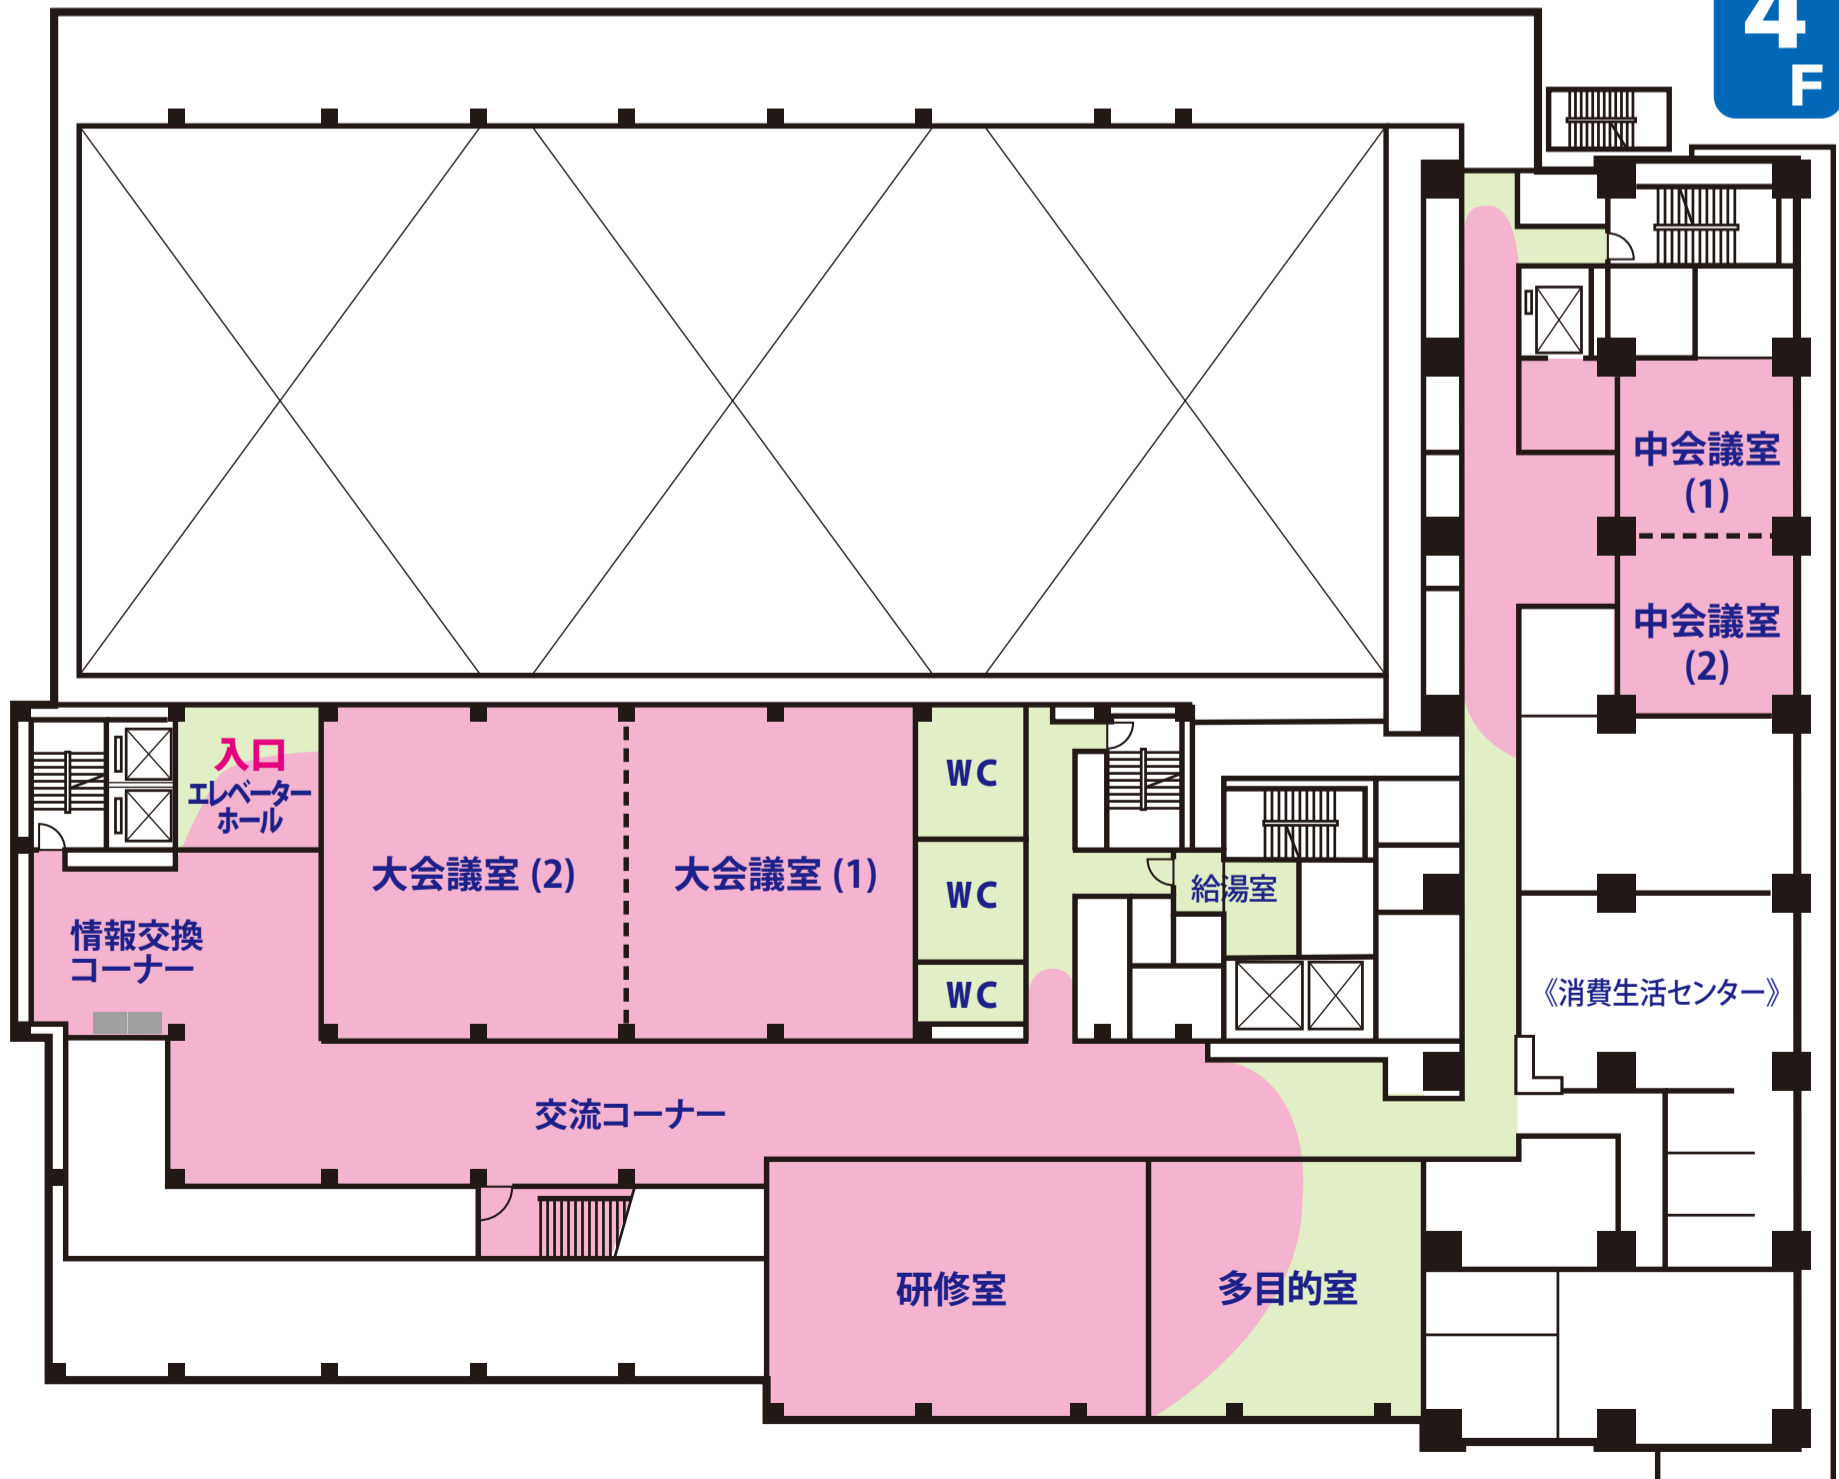 4
F
中会議室
(1)
中会議室
(2)
入口
エレベーター
ホール
大会議室 (2)
大会議室 (1)
WC
WC
WC
給湯室
情報交換
コーナー
《消費生活センター》
交流コーナー
研修室
多目的室